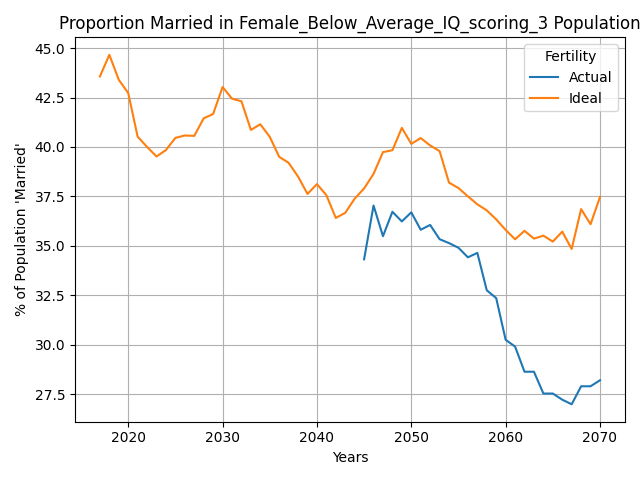 Proportion Married in Female_Below_Average_IQ_scoring_3 Population
% of Population 'Married'
45.0
42.5
40.0
37.5
35.0
32.5
30.0
27.5
Fertility
Actual
Ideal
2020 2030 2040 2050 2060 2070
Years